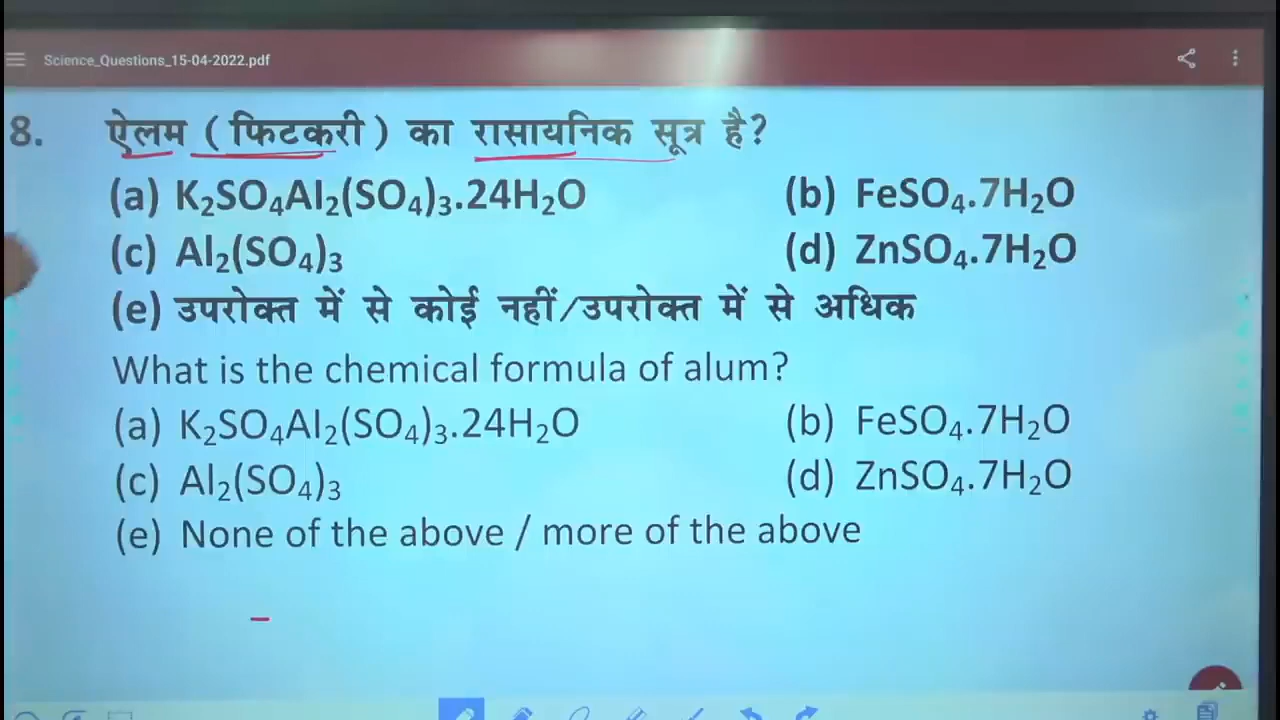 Science_Questions_15-04-2022.pdf
8. ऐलम ( फिटकरी ) का रासायनिक सूत्र है?
(a) K₂SO₄Al₂(SO₄)₃.24H₂O (b) FeSO₄.7H₂O
(c) Al₂(SO₄)₃ (d) ZnSO₄.7H₂O
(e) उपरोक्त में से कोई नहीं/उपरोक्त में से अधिक
What is the chemical formula of alum?
(a) K₂SO₄Al₂(SO₄)₃.24H₂O (b) FeSO₄.7H₂O
(c) Al₂(SO₄)₃ (d) ZnSO₄.7H₂O
(e) None of the above / more of the above